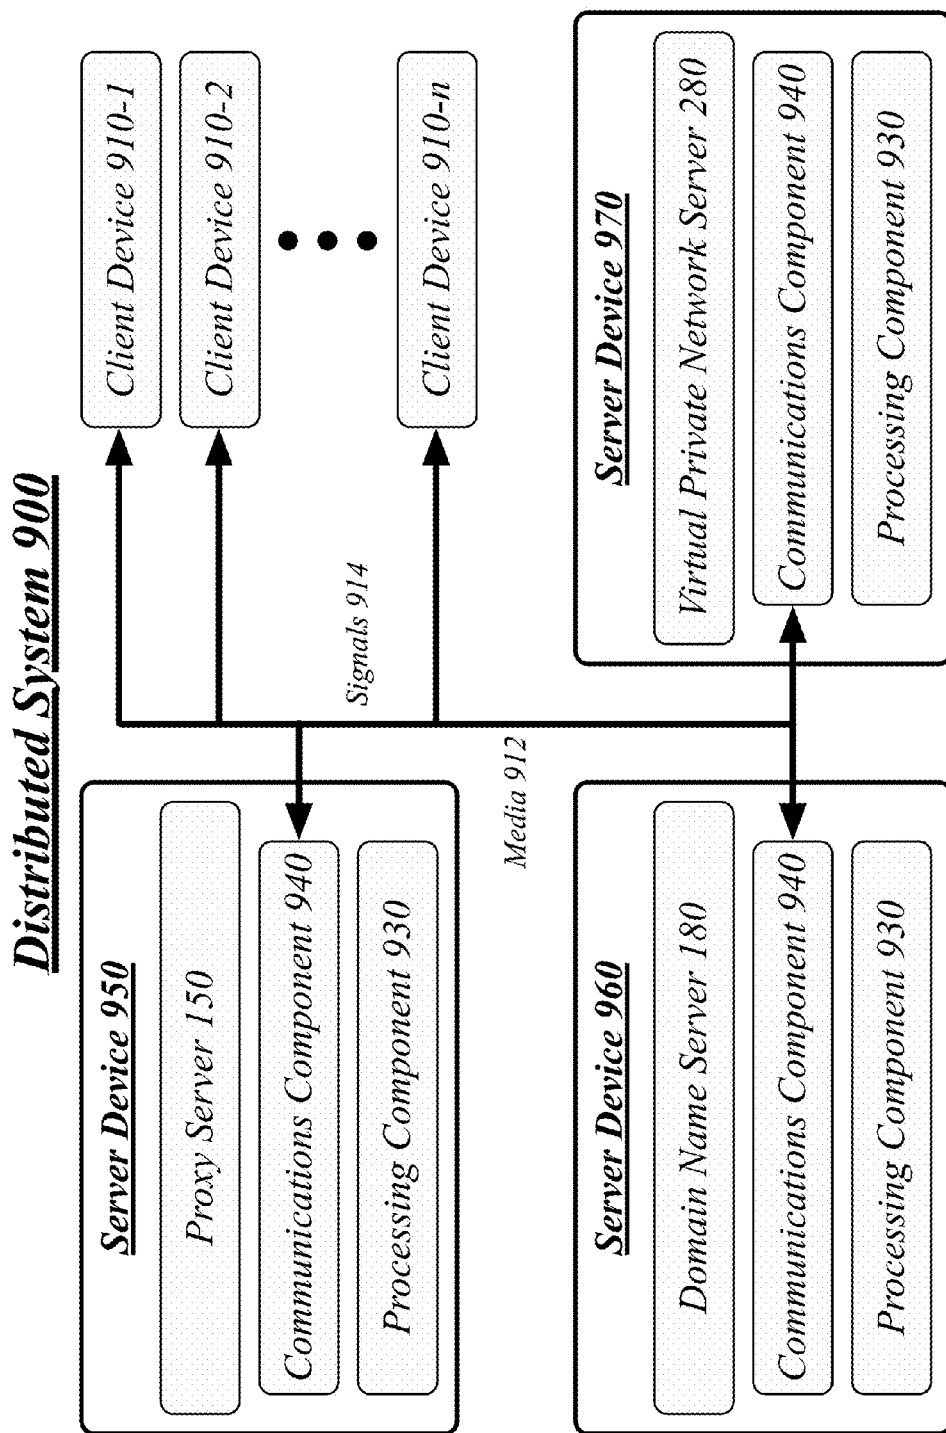 Distributed System 900
Server Device 950
Proxy Server 150
Communications Component 940
Processing Component 930
Client Device 910-1
Client Device 910-2
Client Device 910-n
Signals 914
Media 912
Server Device 960
Domain Name Server 180
Communications Component 940
Processing Component 930
Server Device 970
Virtual Private Network Server 280
Communications Component 940
Processing Component 930